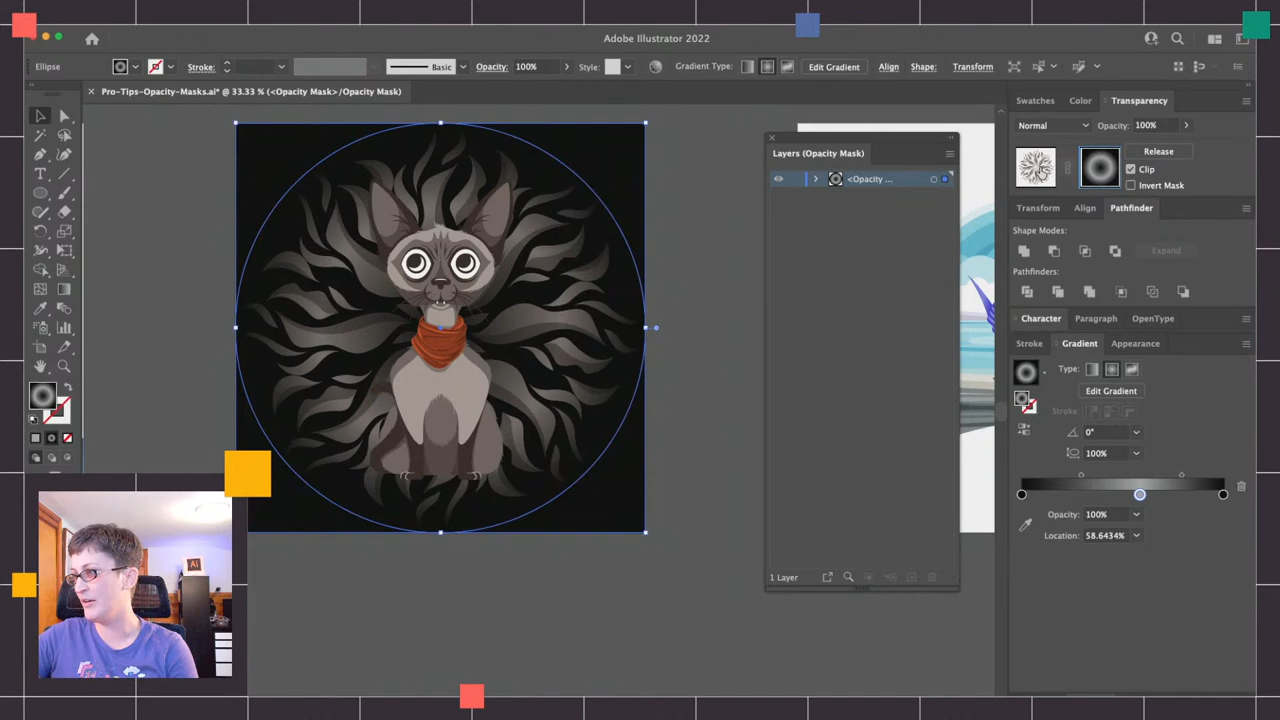 Adobe Illustrator 2022
Ellipse
Stroke:
Basic
Opacity: 100%
Style:
Gradient Type:
Edit Gradient
Align
Shape:
Transform
Pro-Tips-Opacity-Masks.ai* @ 33.33 % (<Opacity Mask>/Opacity Mask)
Swatches
Color
Transparency
Normal
Opacity: 100%
Release
Clip
Invert Mask
Layers (Opacity Mask)
<Opacity ...
Transform
Align
Pathfinder
Shape Modes:
Expand
Pathfinders:
Character
Paragraph
OpenType
Stroke
Gradient
Appearance
Type:
Edit Gradient
Stroke:
0°
100%
Opacity: 100%
Location: 58.6434%
1 Layer
Ai